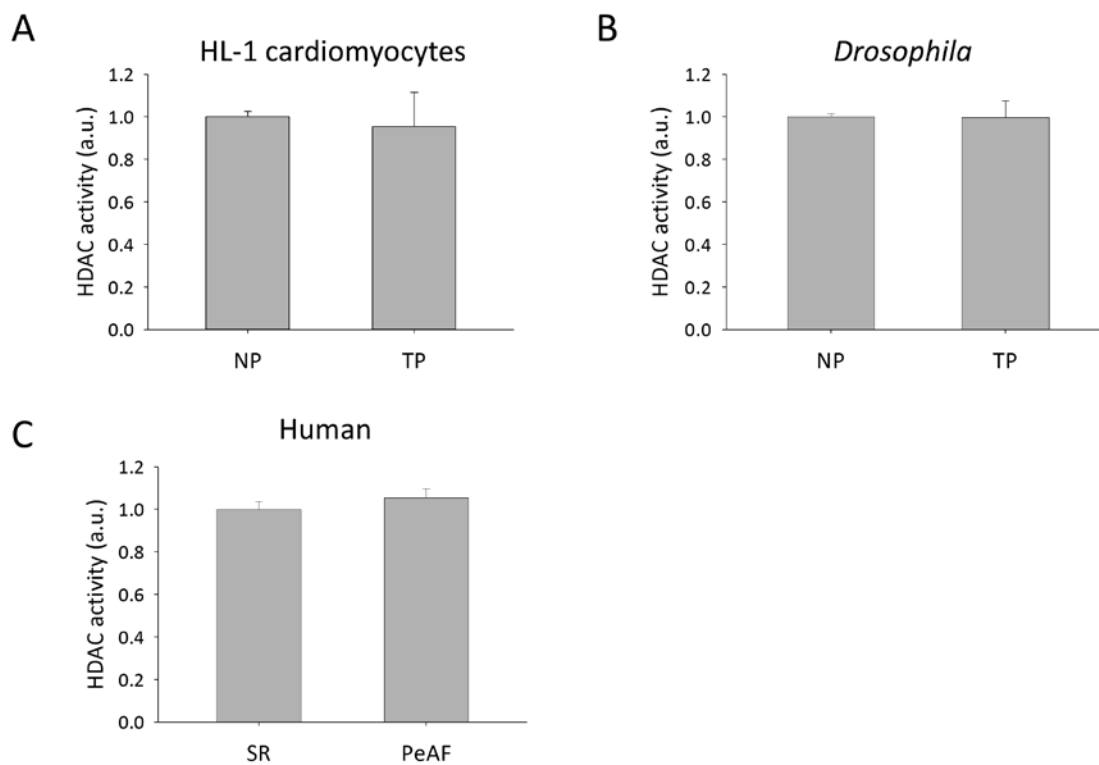 A
HL-1 cardiomyocytes
HDAC activity (a.u.)
1.2
1.0
0.8
0.6
0.4
0.2
0.0
NP TP
B
Drosophila
HDAC activity (a.u.)
1.2
1.0
0.8
0.6
0.4
0.2
0.0
NP TP
C
Human
HDAC activity (a.u.)
1.2
1.0
0.8
0.6
0.4
0.2
0.0
SR PeAF